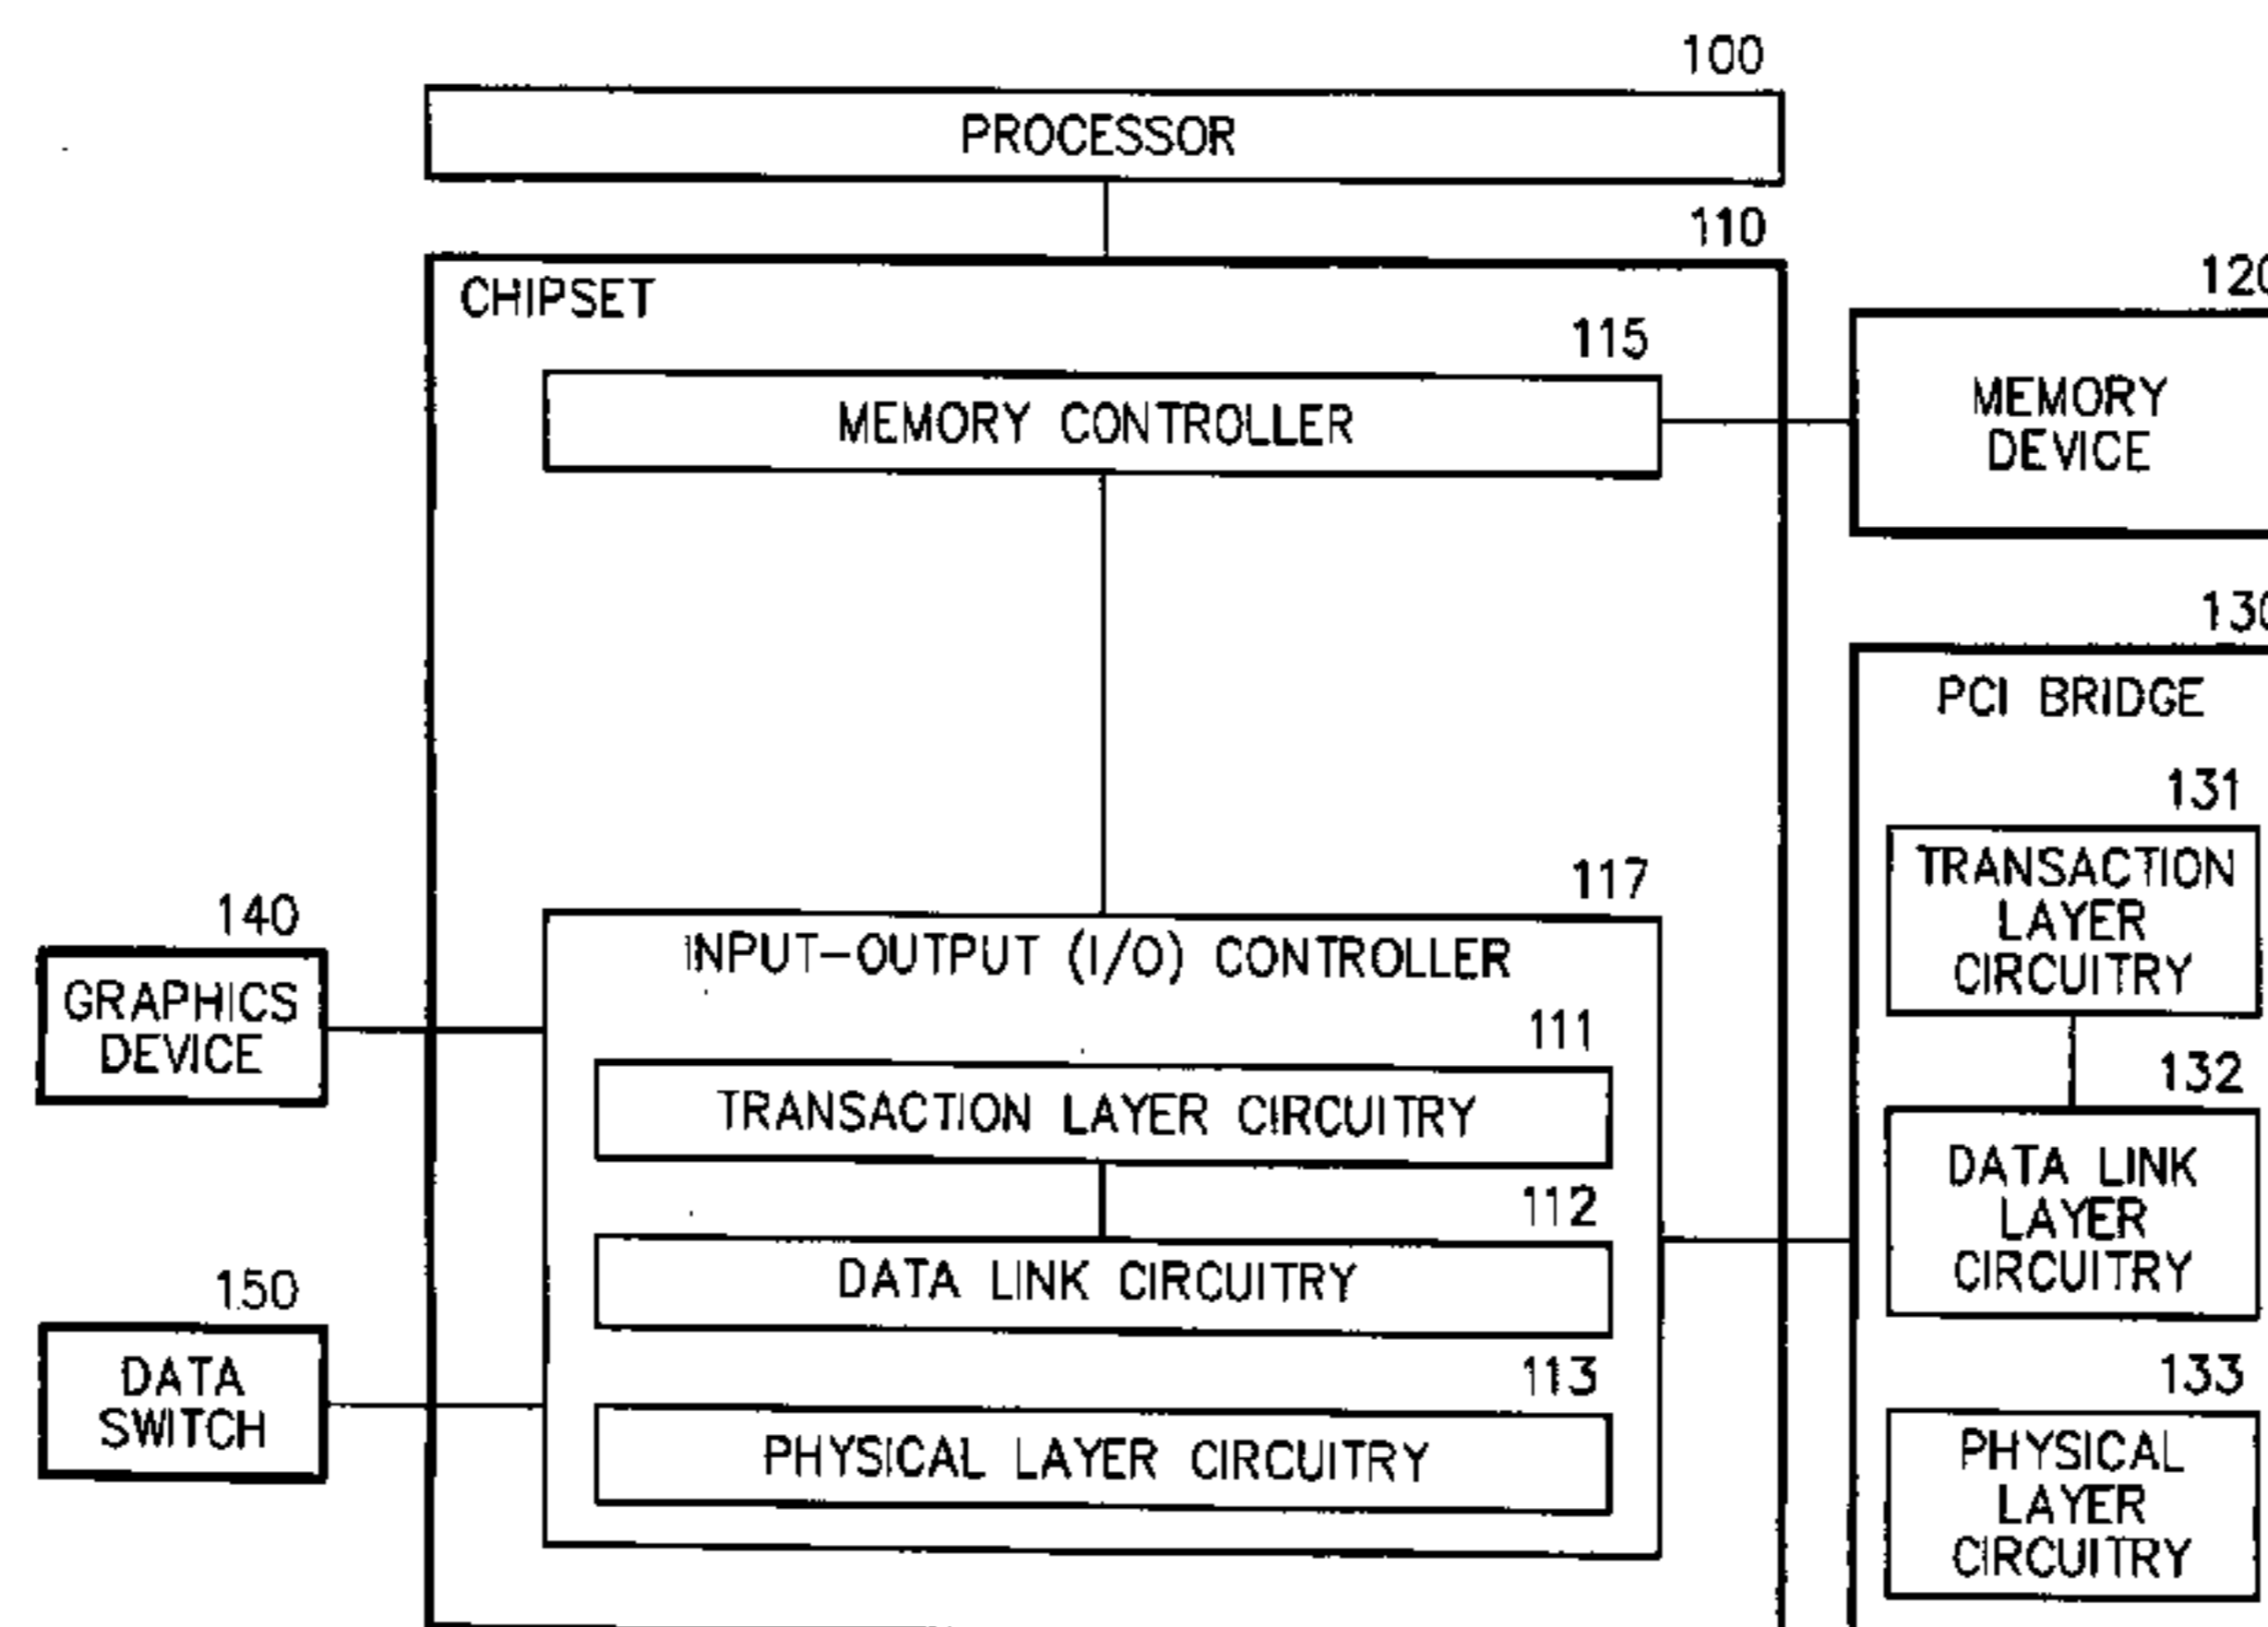 100
PROCESSOR
110
CHIPSET
115
MEMORY CONTROLLER
120
MEMORY
DEVICE
130
PCI BRIDGE
131
TRANSACTION
LAYER
CIRCUITRY
132
DATA LINK
LAYER
CIRCUITRY
133
PHYSICAL
LAYER
CIRCUITRY
117
INPUT-OUTPUT (I/O) CONTROLLER
111
TRANSACTION LAYER CIRCUITRY
112
DATA LINK CIRCUITRY
113
PHYSICAL LAYER CIRCUITRY
140
GRAPHICS
DEVICE
150
DATA
SWITCH